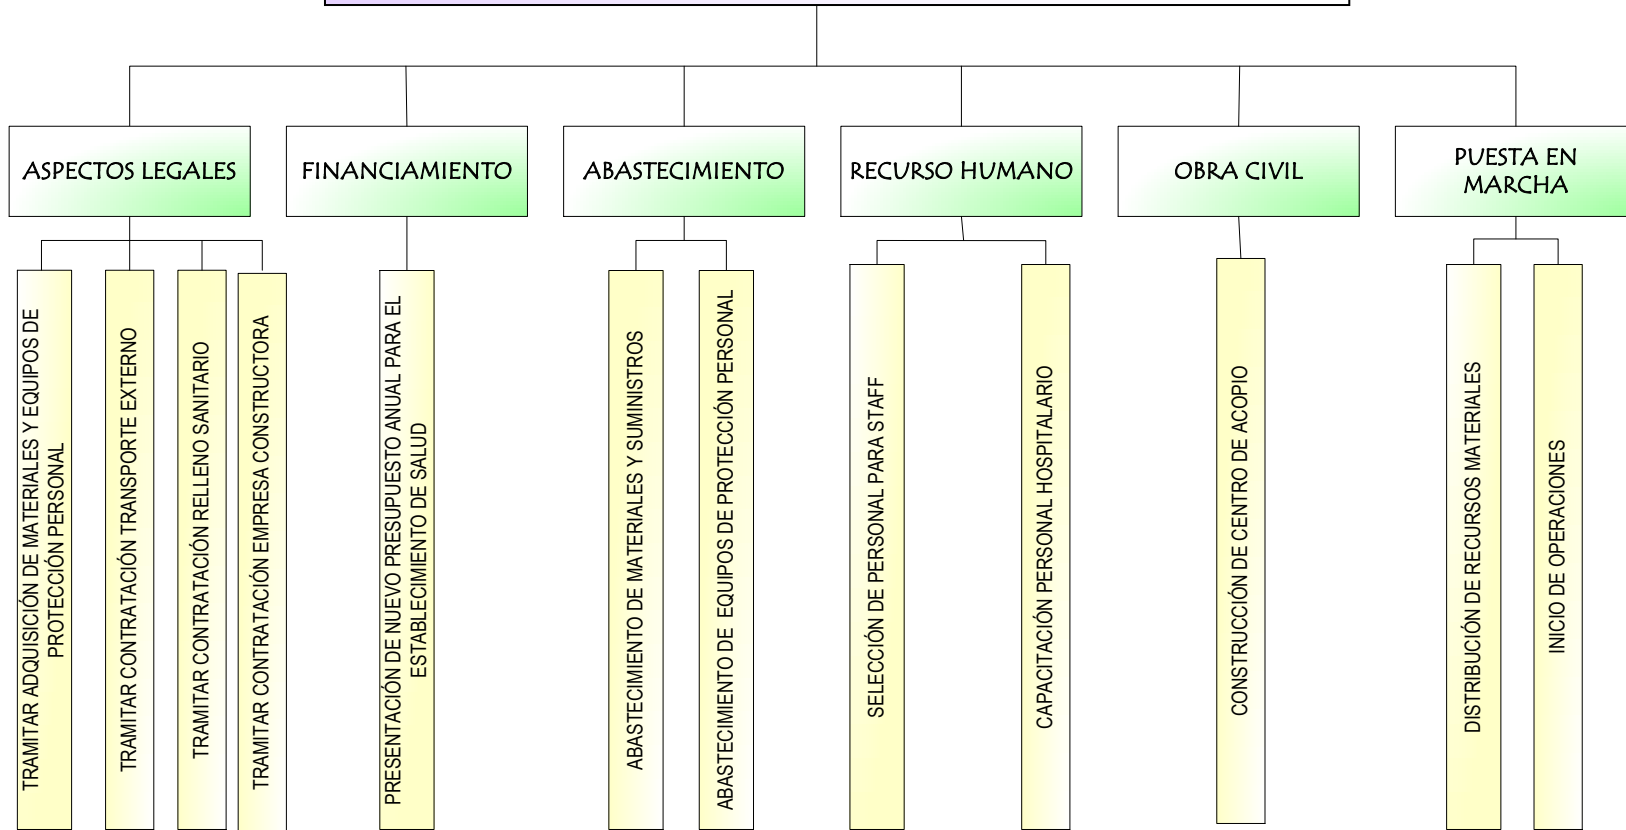 ASPECTOS LEGALES
FINANCIAMIENTO
ABASTECIMIENTO
RECURSO HUMANO
OBRA CIVIL
PUESTA EN
MARCHA
TRAMITAR ADQUISICIÓN DE MATERIALES Y EQUIPOS DE
PROTECCIÓN PERSONAL
TRAMITAR CONTRATACIÓN TRANSPORTE EXTERNO
TRAMITAR CONTRATACIÓN RELLENO SANITARIO
TRAMITAR CONTRATACIÓN EMPRESA CONSTRUCTORA
PRESENTACIÓN DE NUEVO PRESUPUESTO ANUAL PARA EL
ESTABLECIMIENTO DE SALUD
ABASTECIMIENTO DE MATERIALES Y SUMINISTROS
ABASTECIMIENTO DE EQUIPOS DE PROTECCIÓN PERSONAL
SELECCIÓN DE PERSONAL PARA STAFF
CAPACITACIÓN PERSONAL HOSPITALARIO
CONSTRUCCIÓN DE CENTRO DE ACOPIO
DISTRIBUCIÓN DE RECURSOS MATERIALES
INICIO DE OPERACIONES